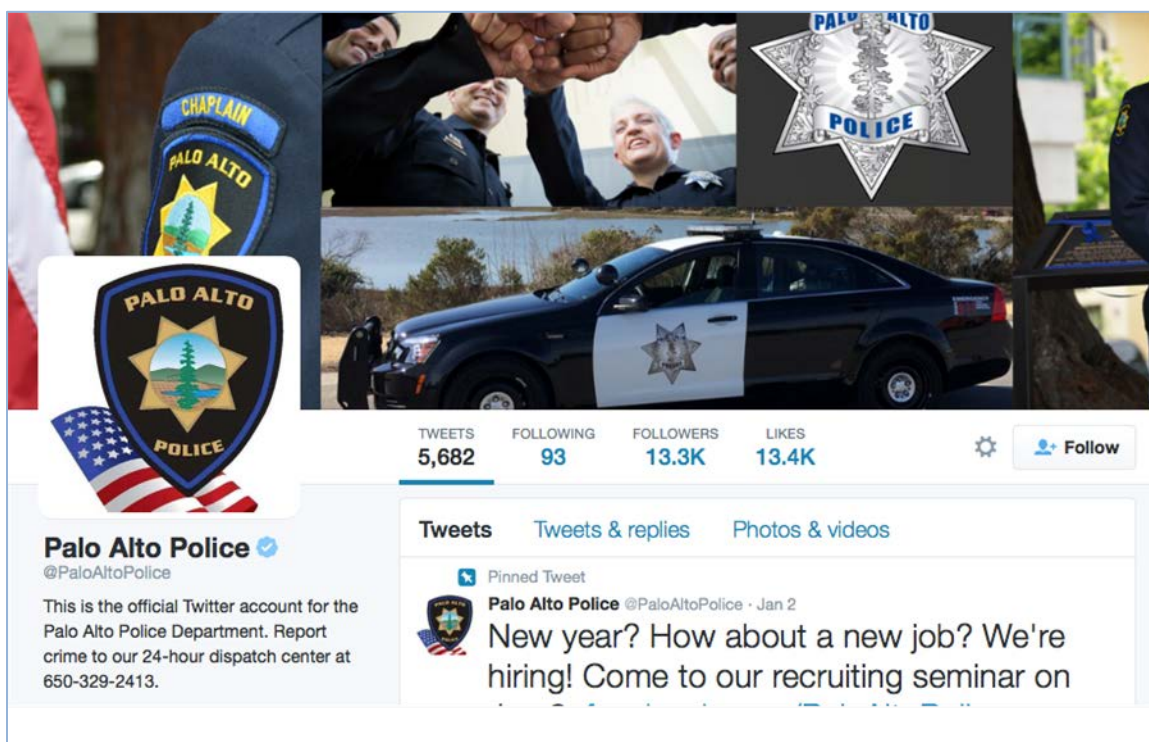 PALO ALTO
POLICE
CHAPLAIN
PALO ALTO
PALO ALTO
POLICE
TWEETS
FOLLOWING
FOLLOWERS
LIKES
5,682
93
13.3K
13.4K
Follow
Palo Alto Police
@PaloAltoPolice
This is the official Twitter account for the
Palo Alto Police Department. Report
crime to our 24-hour dispatch center at
650-329-2413.
Tweets
Tweets & replies
Photos & videos
Pinned Tweet
Palo Alto Police @PaloAltoPolice · Jan 2
New year? How about a new job? We're
hiring! Come to our recruiting seminar on